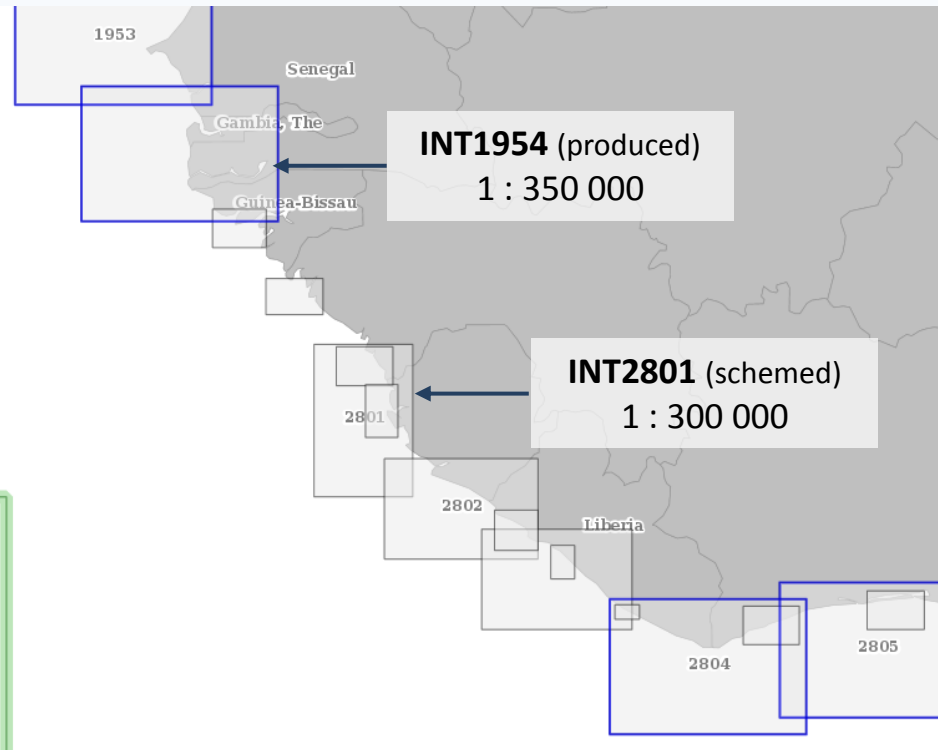 1953
Senegal
Gambia, The
INT1954 (produced)
1 : 350 000
Guinea-Bissau
INT2801 (schemed)
1 : 300 000
2801
2802
Liberia
2804
2805